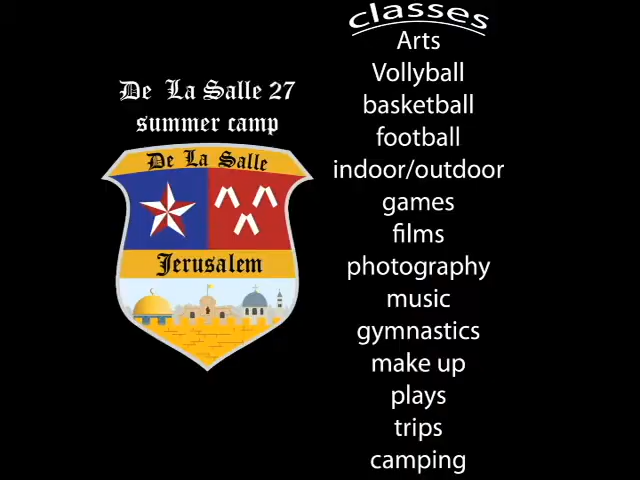 De La Salle 27
summer camp
De La Salle
Jerusalem
classes
Arts
Vollyball
basketball
football
indoor/outdoor
games
films
photography
music
gymnastics
make up
plays
trips
camping